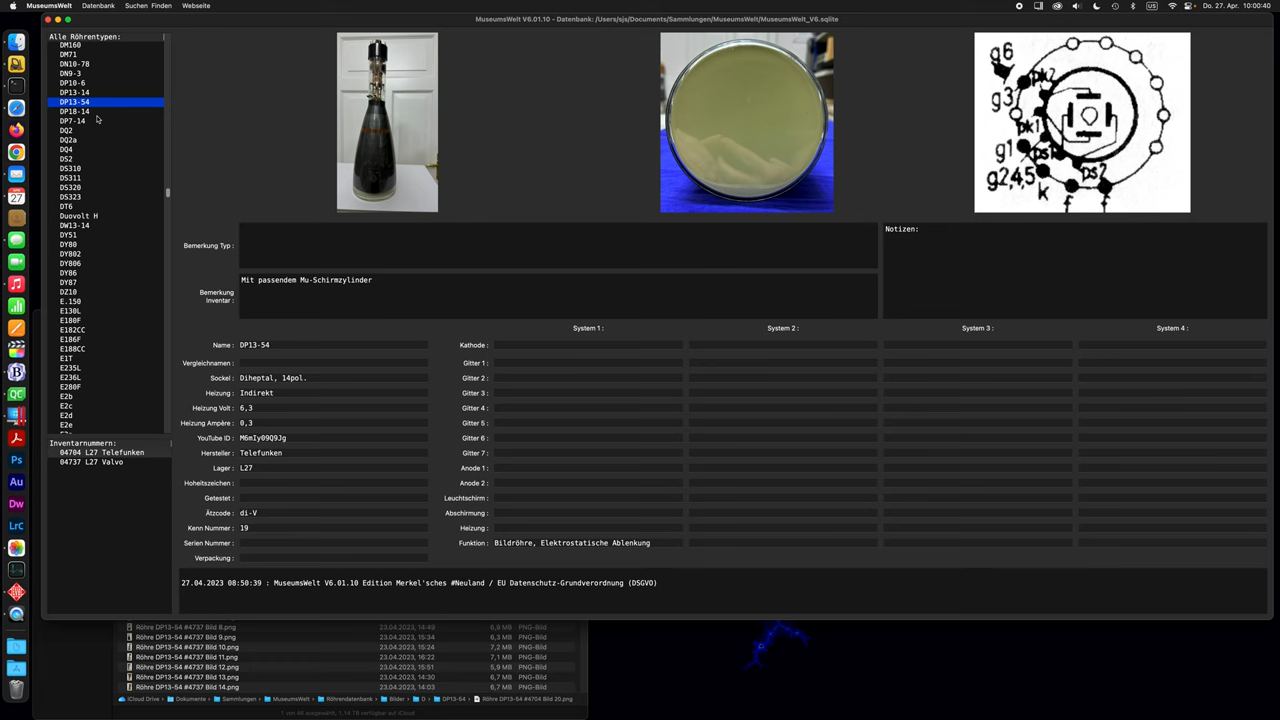 MuseumsWelt Datenbank Suchen Finden Webseite
US Do. 27. Apr. 10:00:40
MuseumsWelt V6.01.10 - Datenbank: /Users/sjs/Documents/Sammlungen/MuseumsWelt/MuseumsWelt_V6.sqlite
Alle Röhrentypen:
DM160
DM71
DN10-78
DN9-3
DP10-6
DP13-14
DP13-54
DP18-14
DP7-14
DQ2
DQ2a
DQ4
DS2
DS310
DS311
DS320
DS323
DT6
Duovolt H
DW13-14
DY51
DY80
DY802
DY806
DY86
DY87
DZ10
E.150
E130L
E180F
E182CC
E186F
E188CC
E1T
E235L
E236L
E280F
E2b
E2c
E2d
E2e
Inventarnummern:
04704 L27 Telefunken
04737 L27 Valvo
g6
g3
pk2
pk1
g1
ps1
ps2
g2,4,5
k
f f
Bemerkung Typ :
Notizen:
Bemerkung Inventar :
Mit passendem Mu-Schirmzylinder
System 1 : System 2 : System 3 : System 4 :
Name : DP13-54 Kathode :
Vergleichnamen : Gitter 1 :
Sockel : Diheptal, 14pol. Gitter 2 :
Heizung : Indirekt Gitter 3 :
Heizung Volt : 6,3 Gitter 4 :
Heizung Ampère : 0,3 Gitter 5 :
YouTube ID : M6mIy09Q9Jg Gitter 6 :
Hersteller : Telefunken Gitter 7 :
Lager : L27 Anode 1 :
Hoheitszeichen : Anode 2 :
Getestet : Leuchtschirm :
Ätzcode : di-V Abschirmung :
Kenn Nummer : 19 Heizung :
Serien Nummer : Funktion : Bildröhre, Elektrostatische Ablenkung
Verpackung :
27.04.2023 08:50:39 : MuseumsWelt V6.01.10 Edition Merkel'sches #Neuland / EU Datenschutz-Grundverordnung (DSGVO)
Röhre DP13-54 #4737 Bild 8.png 23.04.2023, 14:49 6,9 MB PNG-Bild
Röhre DP13-54 #4737 Bild 9.png 23.04.2023, 15:34 6,9 MB PNG-Bild
Röhre DP13-54 #4737 Bild 10.png 23.04.2023, 15:34 7,2 MB PNG-Bild
Röhre DP13-54 #4737 Bild 11.png 23.04.2023, 16:22 7,1 MB PNG-Bild
Röhre DP13-54 #4737 Bild 12.png 23.04.2023, 15:51 5,9 MB PNG-Bild
Röhre DP13-54 #4737 Bild 13.png 23.04.2023, 14:30 6,7 MB PNG-Bild
Röhre DP13-54 #4737 Bild 14.png 23.04.2023, 14:03 6,7 MB PNG-Bild
iCloud Drive Dokumente Sammlungen MuseumsWelt Röhrendatenbank Bilder D DP13-54 Röhre DP13-54 #4704 Bild 20.png
27
QC
Ps
Au
Dw
LrC